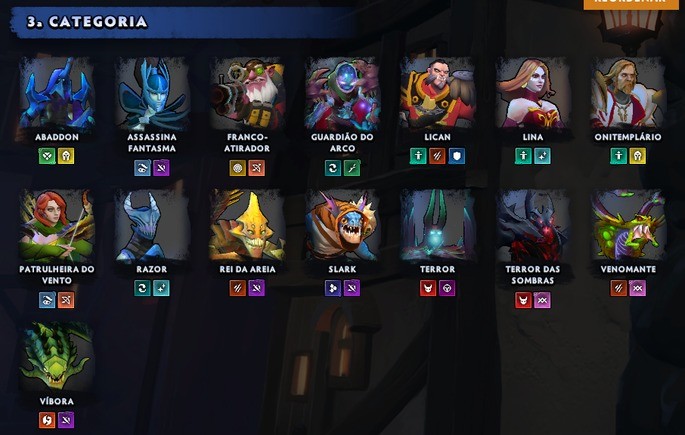 3a CATEGORIA
ABADDON
ASSASSINA
FANTASMA
FRANCO-
ATIRADOR
GUARDIÃO DO
ARCO
LICAN
LINA
ONITEMPLÁRIO
PATRULHEIRA DO
VENTO
RAZOR
REI DA AREIA
SLARK
TERROR
TERROR DAS
SOMBRAS
VENOMANTE
VÍBORA